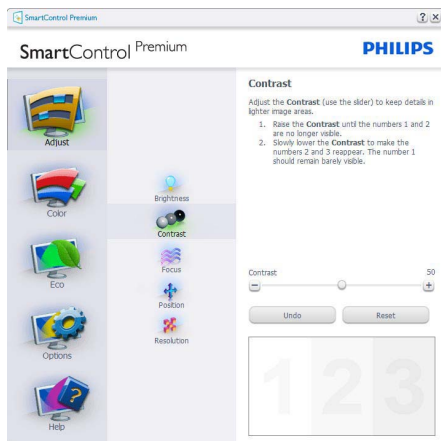 SmartControl Premium
? X
SmartControl Premium
PHILIPS
Adjust
Color
Eco
Options
Help
Brightness
Contrast
Focus
Position
Resolution
Contrast
Adjust the Contrast (use the slider) to keep details in
lighter image areas.
1. Raise the Contrast until the numbers 1 and 2
are no longer visible.
2. Slowly lower the Contrast to make the
numbers 2 and 3 reappear. The number 1
should remain barely visible.
Contrast 50
− +
Undo Reset
1 2 3